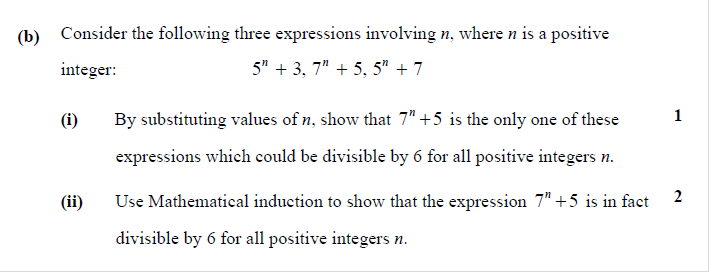 (b) Consider the following three expressions involving n, where n is a positive
integer: 5ⁿ + 3, 7ⁿ + 5, 5ⁿ + 7
(i) By substituting values of n, show that 7ⁿ +5 is the only one of these 1
expressions which could be divisible by 6 for all positive integers n.
(ii) Use Mathematical induction to show that the expression 7ⁿ +5 is in fact 2
divisible by 6 for all positive integers n.